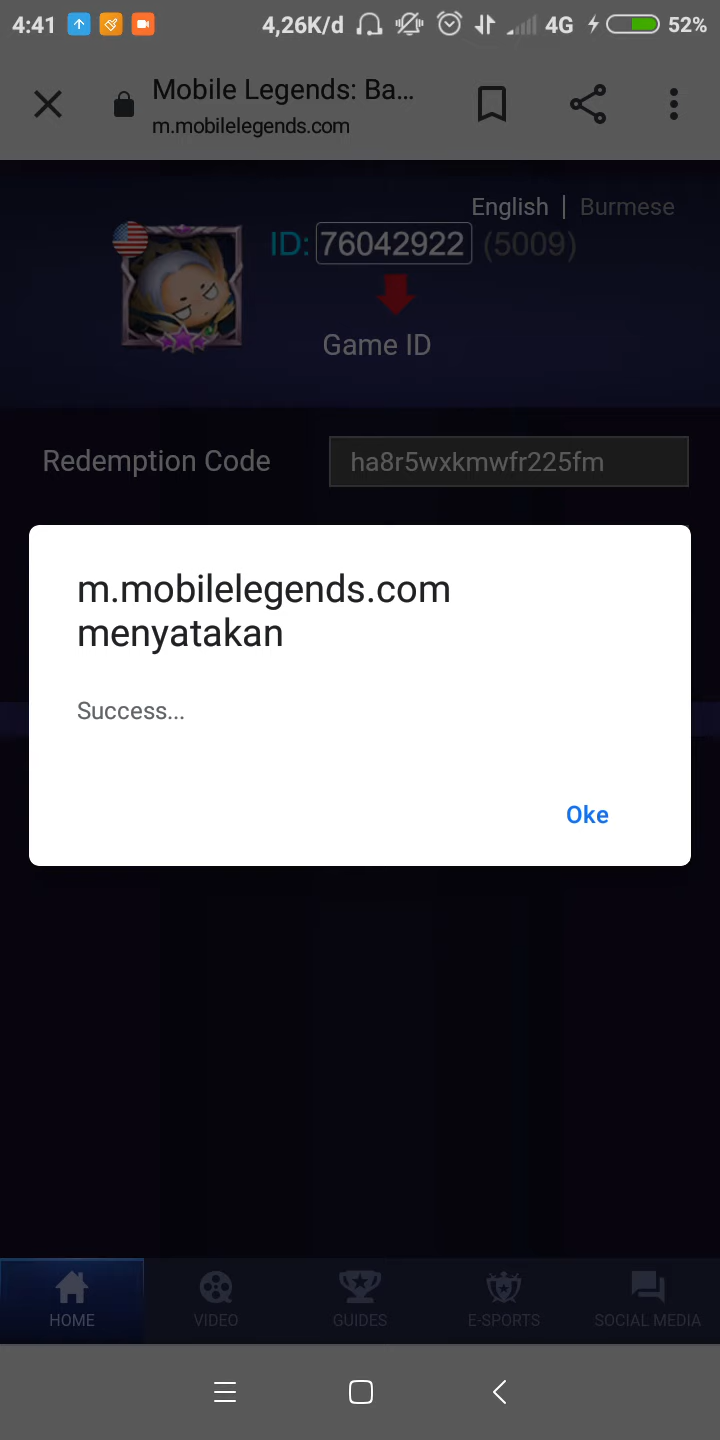 4:41 4,26K/d 4G 52%
Mobile Legends: Ba...
m.mobilelegends.com
English | Burmese
ID: 76042922 (5009)
Game ID
Redemption Code ha8r5wxkmwfr225fm
m.mobilelegends.com
menyatakan
Success...
Oke
HOME VIDEO GUIDES E-SPORTS SOCIAL MEDIA